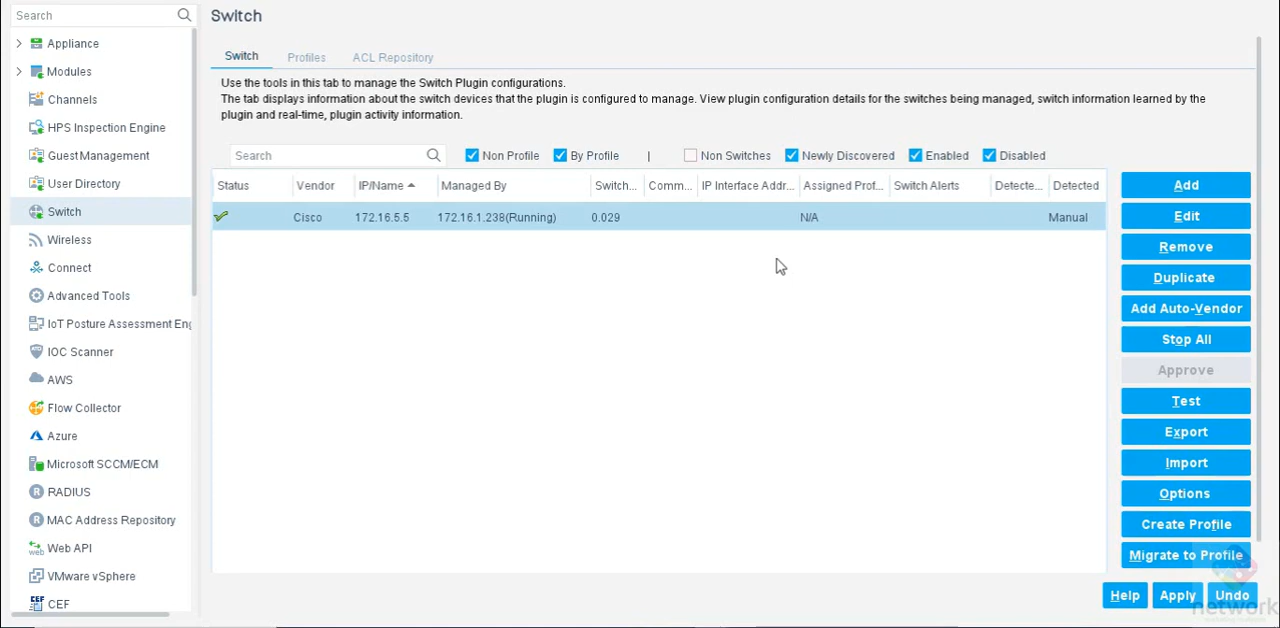 Search
Appliance
Modules
Channels
HPS Inspection Engine
Guest Management
User Directory
Switch
Wireless
Connect
Advanced Tools
IoT Posture Assessment Eng
IOC Scanner
AWS
Flow Collector
Azure
Microsoft SCCM/ECM
RADIUS
MAC Address Repository
Web API
VMware vSphere
CEF
Switch
Switch Profiles ACL Repository
Use the tools in this tab to manage the Switch Plugin configurations.
The tab displays information about the switch devices that the plugin is configured to manage. View plugin configuration details for the switches being managed, switch information learned by the
plugin and real-time, plugin activity information.
Search Non Profile By Profile | Non Switches Newly Discovered Enabled Disabled
Status Vendor IP/Name Managed By Switch... Comm... IP Interface Addr... Assigned Prof... Switch Alerts Detecte... Detected
Cisco 172.16.5.5 172.16.1.238(Running) 0.029 N/A Manual
Add
Edit
Remove
Duplicate
Add Auto-Vendor
Stop All
Approve
Test
Export
Import
Options
Create Profile
Migrate to Profile
Help Apply Undo
network